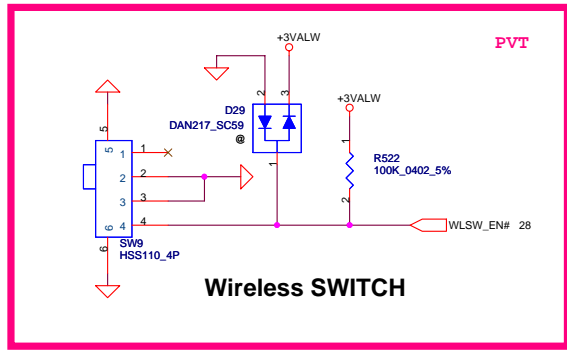 +3VALW
PVT
2
3
D29
DAN217_SC59
@
1
+3VALW
1
R522
100K_0402_5%
2
5
5
1
1
2
2
3
3
4
4
6
6
SW9
HSS110_4P
WLSW_EN# 28
Wireless SWITCH